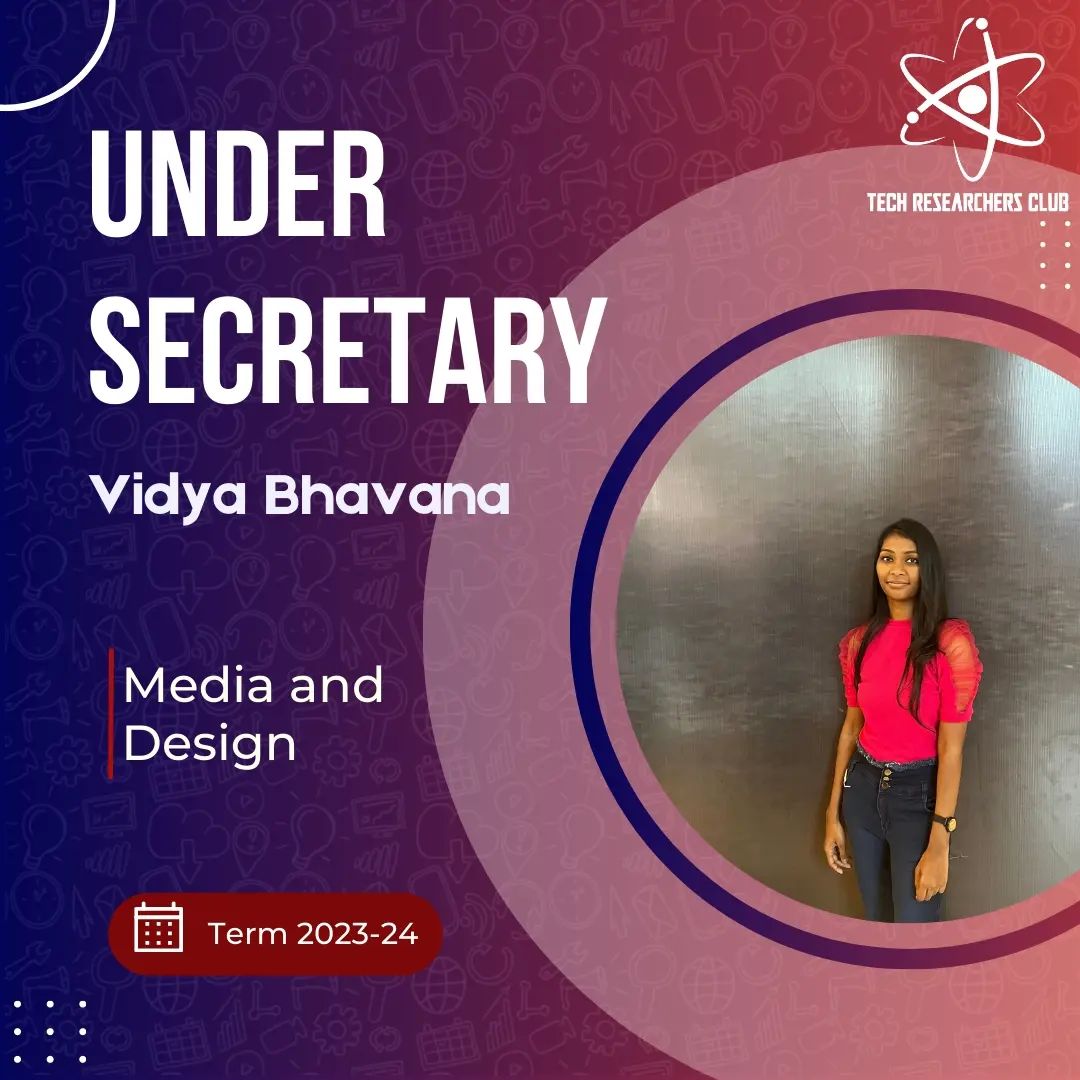 TECH RESEARCHERS CLUB
UNDER
SECRETARY
Vidya Bhavana
Media and
Design
Term 2023-24